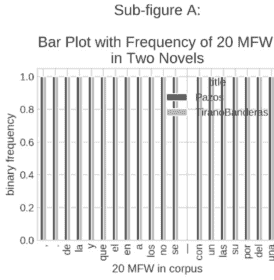 Sub-figure A:
Bar Plot with Frequency of 20 MFW
in Two Novels
title
Pazos
TiranoBanderas
1.0
0.8
0.6
0.4
0.2
0.0
binary frequency
,
.
de
la
y
que
el
en
a
los
no
se
—
con
un
las
su
por
del
una
20 MFW in corpus